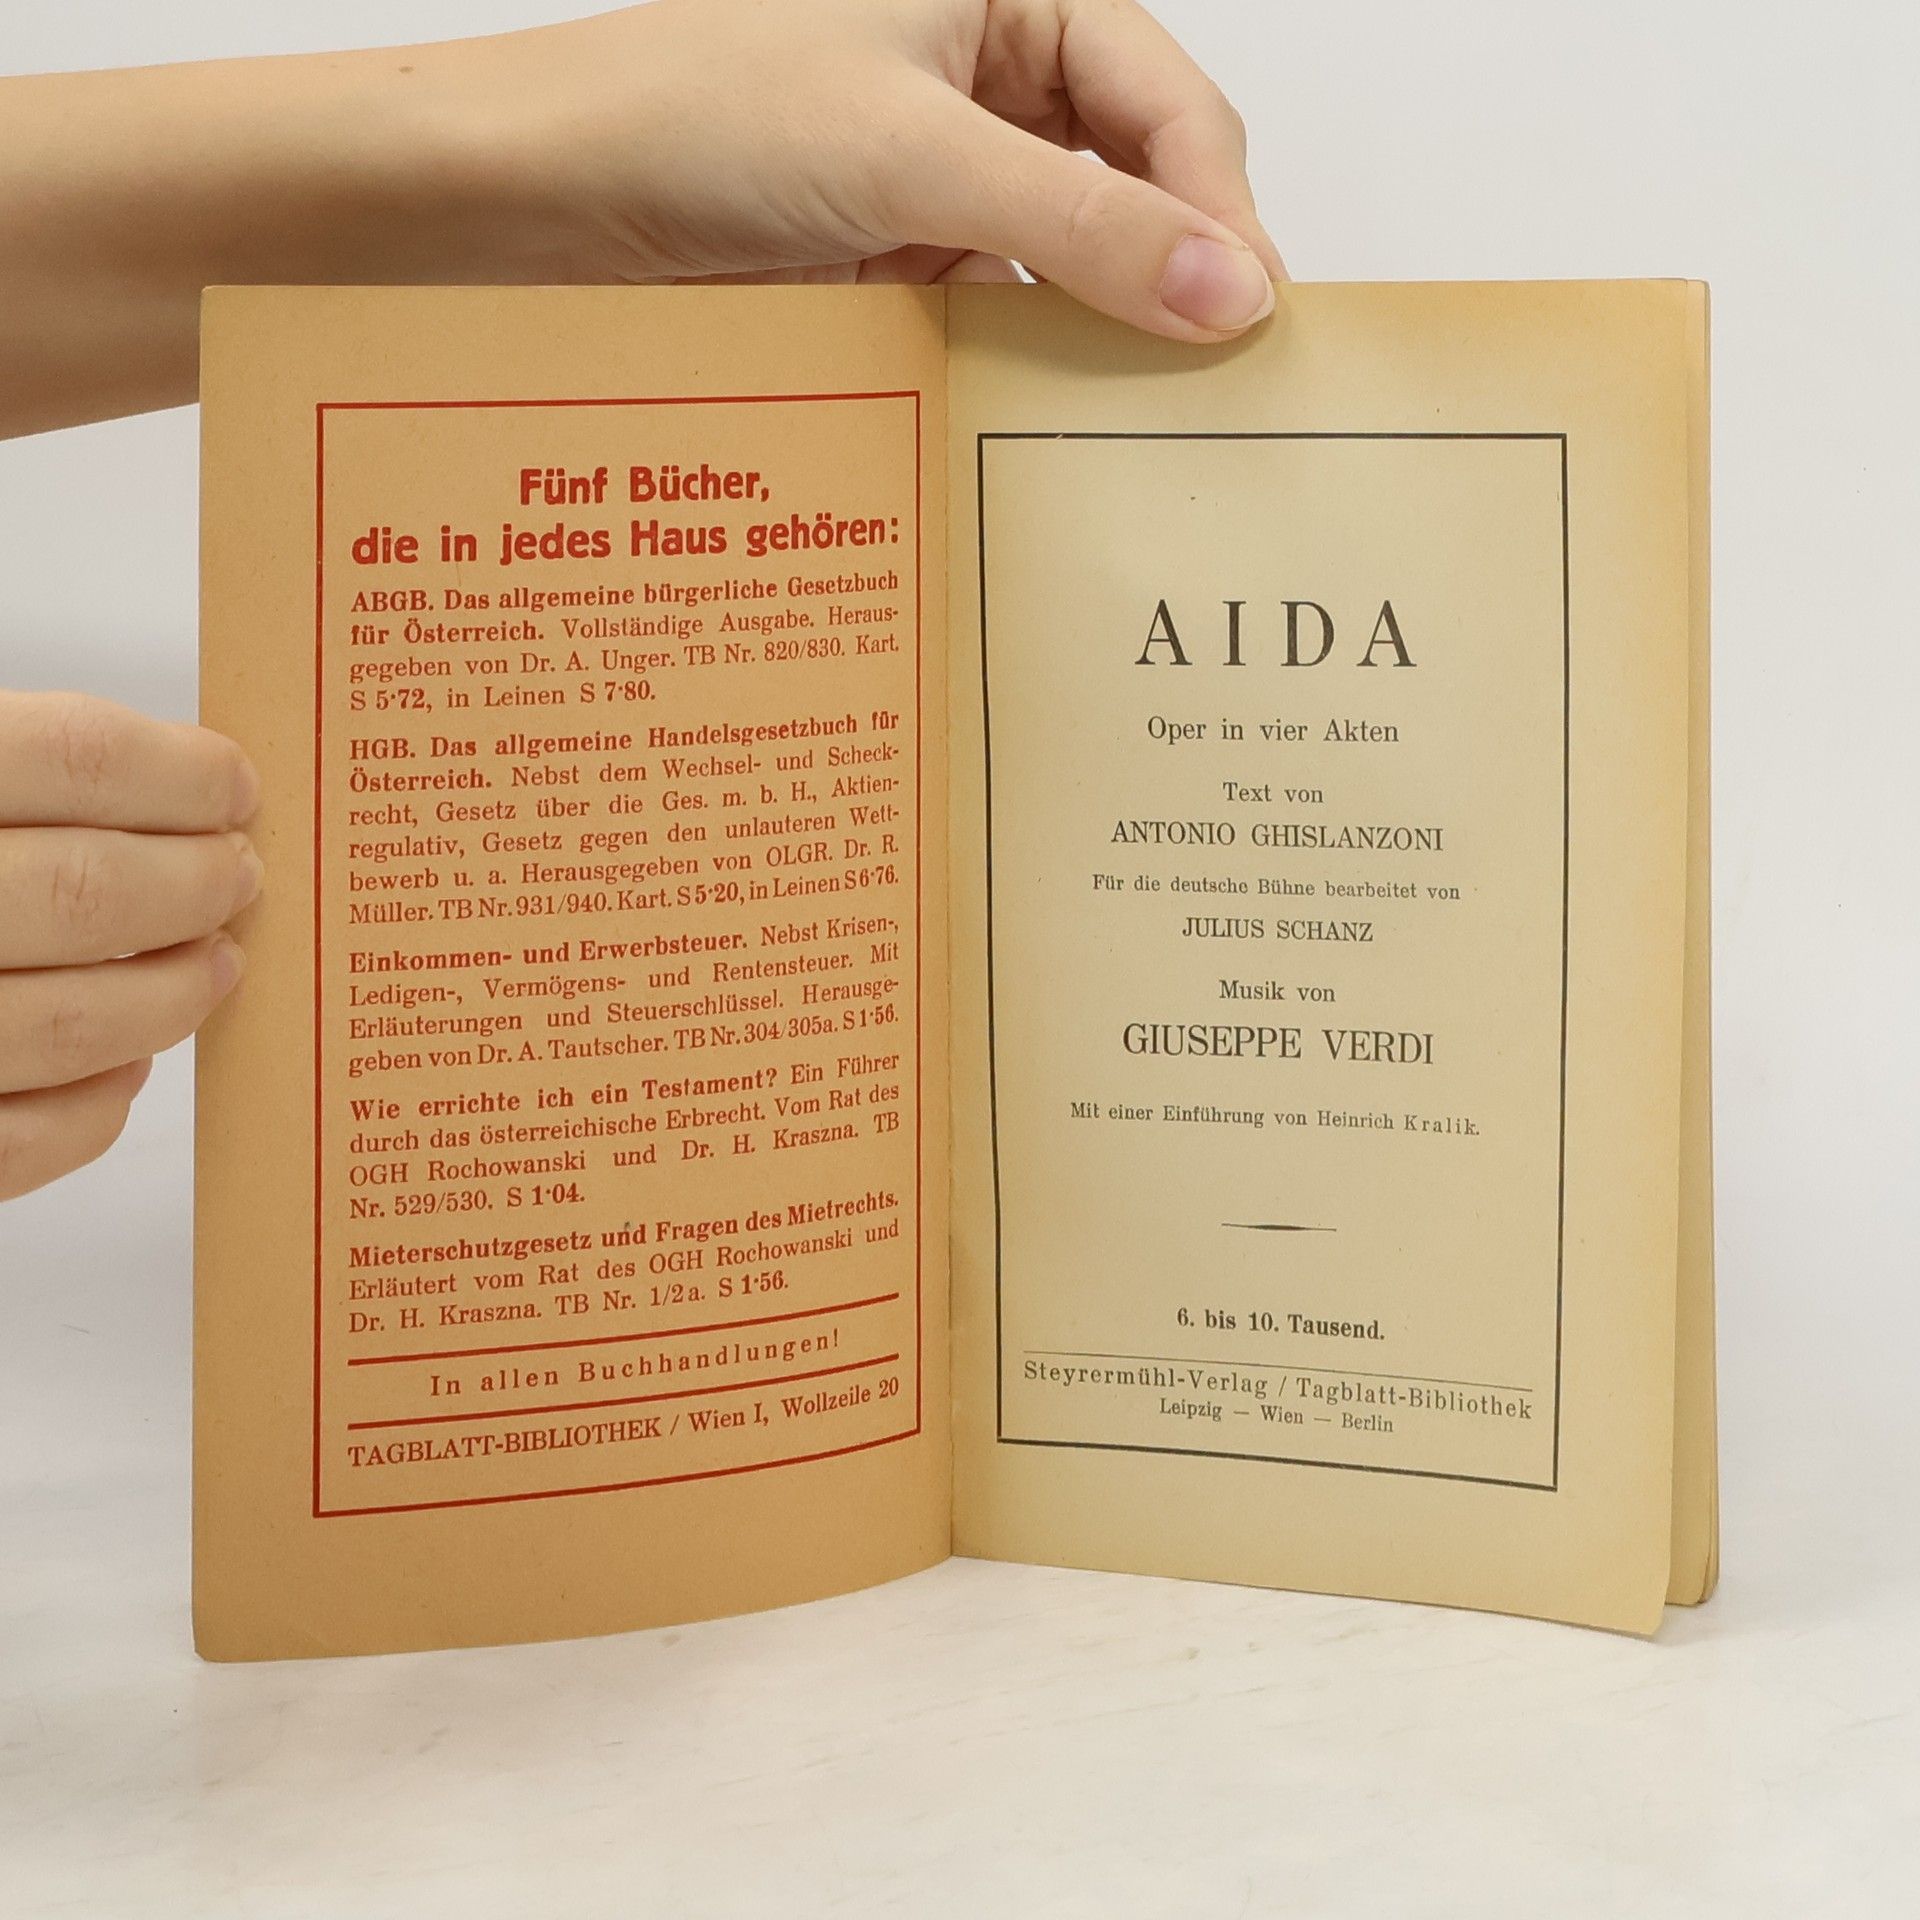 Fünf Bücher,
die in jedes Haus gehören:
ABGB. Das allgemeine bürgerliche Gesetzbuch
für Österreich. Vollständige Ausgabe. Heraus-
gegeben von Dr. A. Unger. TB Nr. 820/830. Kart.
S 5·72, in Leinen S 7·80.
HGB. Das allgemeine Handelsgesetzbuch für
Österreich. Nebst dem Wechsel- und Scheck-
recht, Gesetz über die Ges. m. b. H., Aktien-
regulativ, Gesetz gegen den unlauteren Wett-
bewerb u. a. Herausgegeben von OLGR. Dr. R.
Müller. TB Nr. 931/940. Kart. S 5·20, in Leinen S 6·76.
Einkommen- und Erwerbsteuer. Nebst Krisen-,
Ledigen-, Vermögens- und Rentensteuer. Mit
Erläuterungen und Steuerschlüssel. Herausge-
geben von Dr. A. Tautscher. TB Nr. 304/305a. S 1·56.
Wie errichte ich ein Testament? Ein Führer
durch das österreichische Erbrecht. Vom Rat des
OGH Rochowanski und Dr. H. Kraszna. TB
Nr. 529/530. S 1·04.
Mieterschutzgesetz und Fragen des Mietrechts.
Erläutert vom Rat des OGH Rochowanski und
Dr. H. Kraszna. TB Nr. 1/2a. S 1·56.
In allen Buchhandlungen!
TAGBLATT-BIBLIOTHEK / Wien I, Wollzeile 20
AIDA
Oper in vier Akten
Text von
ANTONIO GHISLANZONI
Für die deutsche Bühne bearbeitet von
JULIUS SCHANZ
Musik von
GIUSEPPE VERDI
Mit einer Einführung von Heinrich Kralik.
6. bis 10. Tausend.
Steyrermühl-Verlag / Tagblatt-Bibliothek
Leipzig — Wien — Berlin